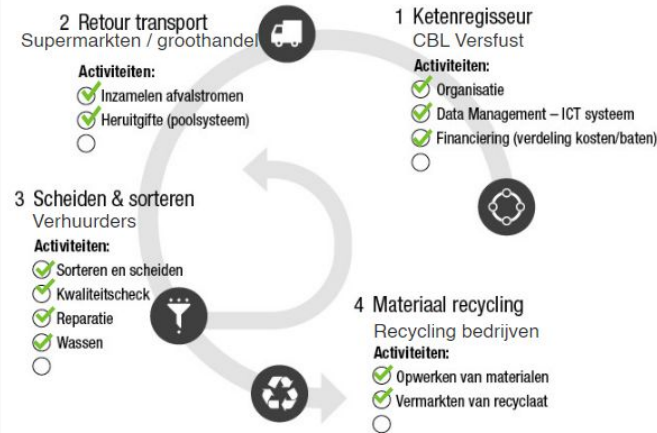 1 Ketenregisseur
CBL Versfust
Activiteiten:
Organisatie
Data Management – ICT systeem
Financiering (verdeling kosten/baten)
2 Retour transport
Supermarkten / groothandel
Activiteiten:
Inzamelen afvalstromen
Heruitgifte (poolsysteem)
3 Scheiden & sorteren
Verhuurders
Activiteiten:
Sorteren en scheiden
Kwaliteitscheck
Reparatie
Wassen
4 Materiaal recycling
Recycling bedrijven
Activiteiten:
Opwerken van materialen
Vermarkten van recyclaat